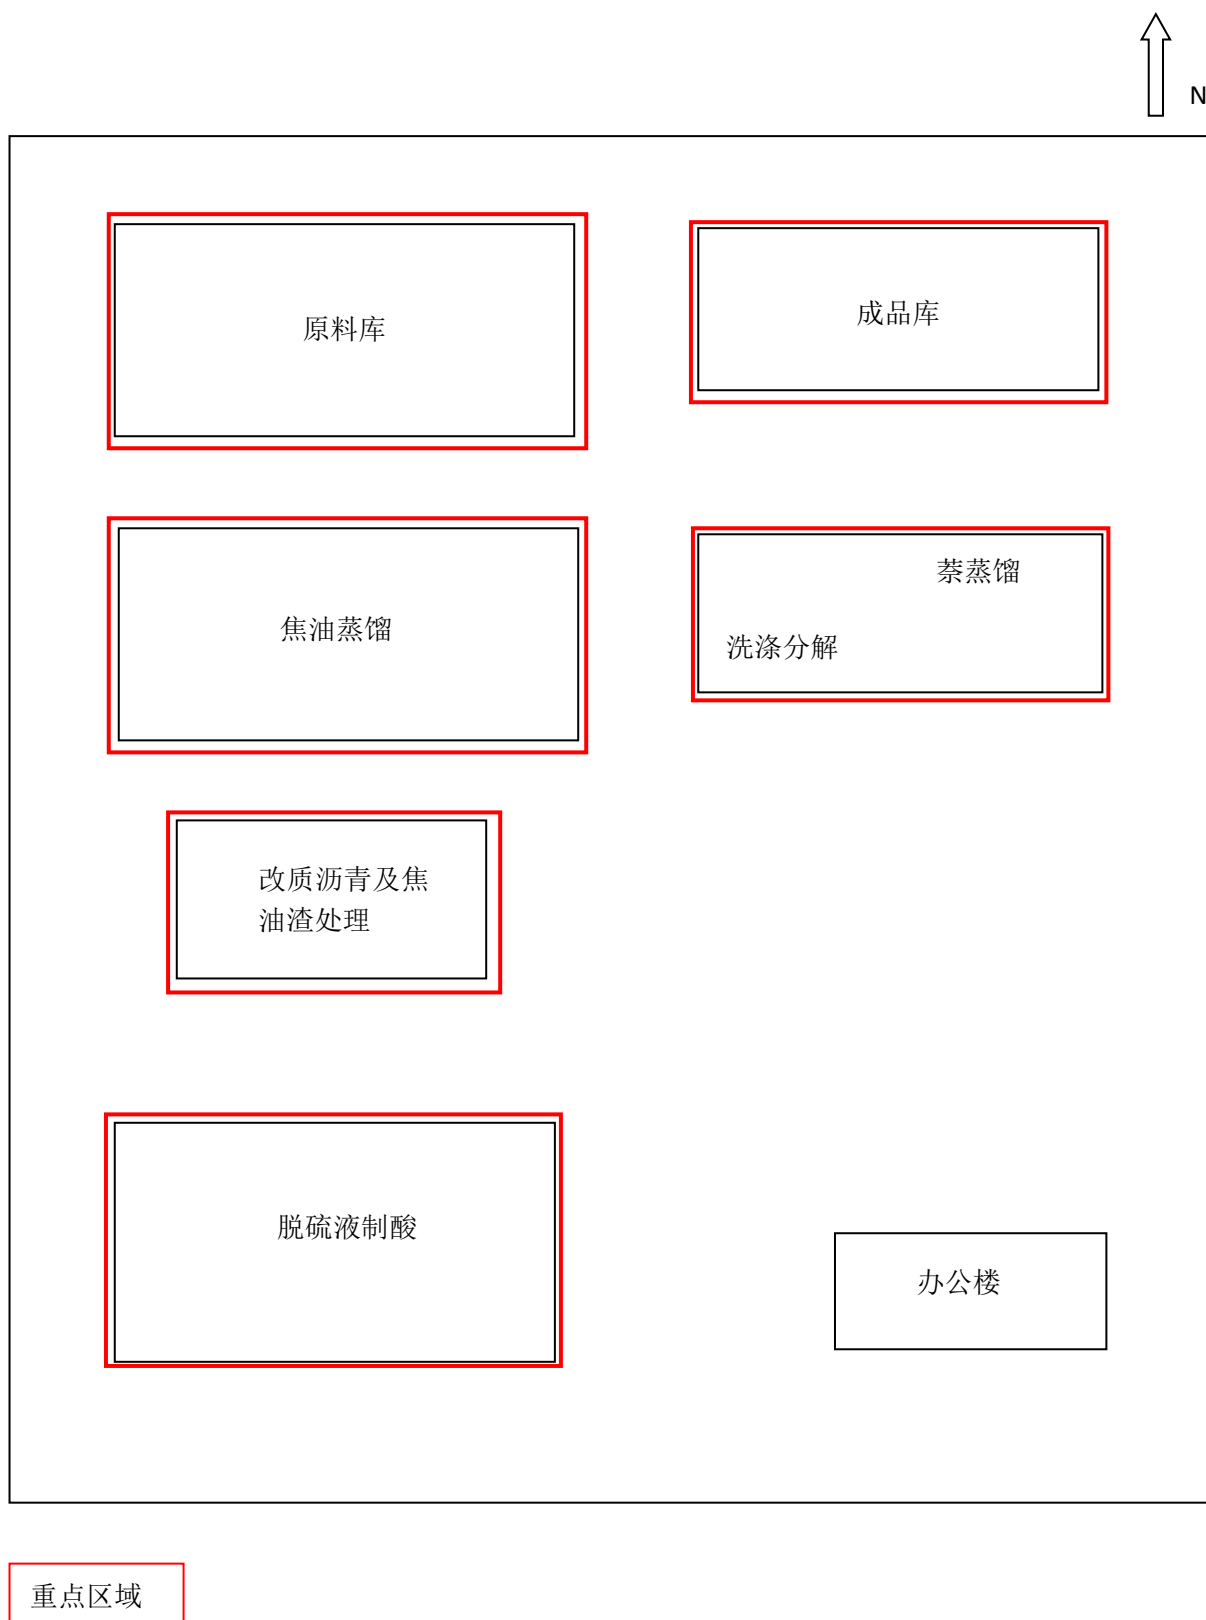 N
原料库
成品库
焦油蒸馏
萘蒸馏
洗涤分解
改质沥青及焦
油渣处理
脱硫液制酸
办公楼
重点区域